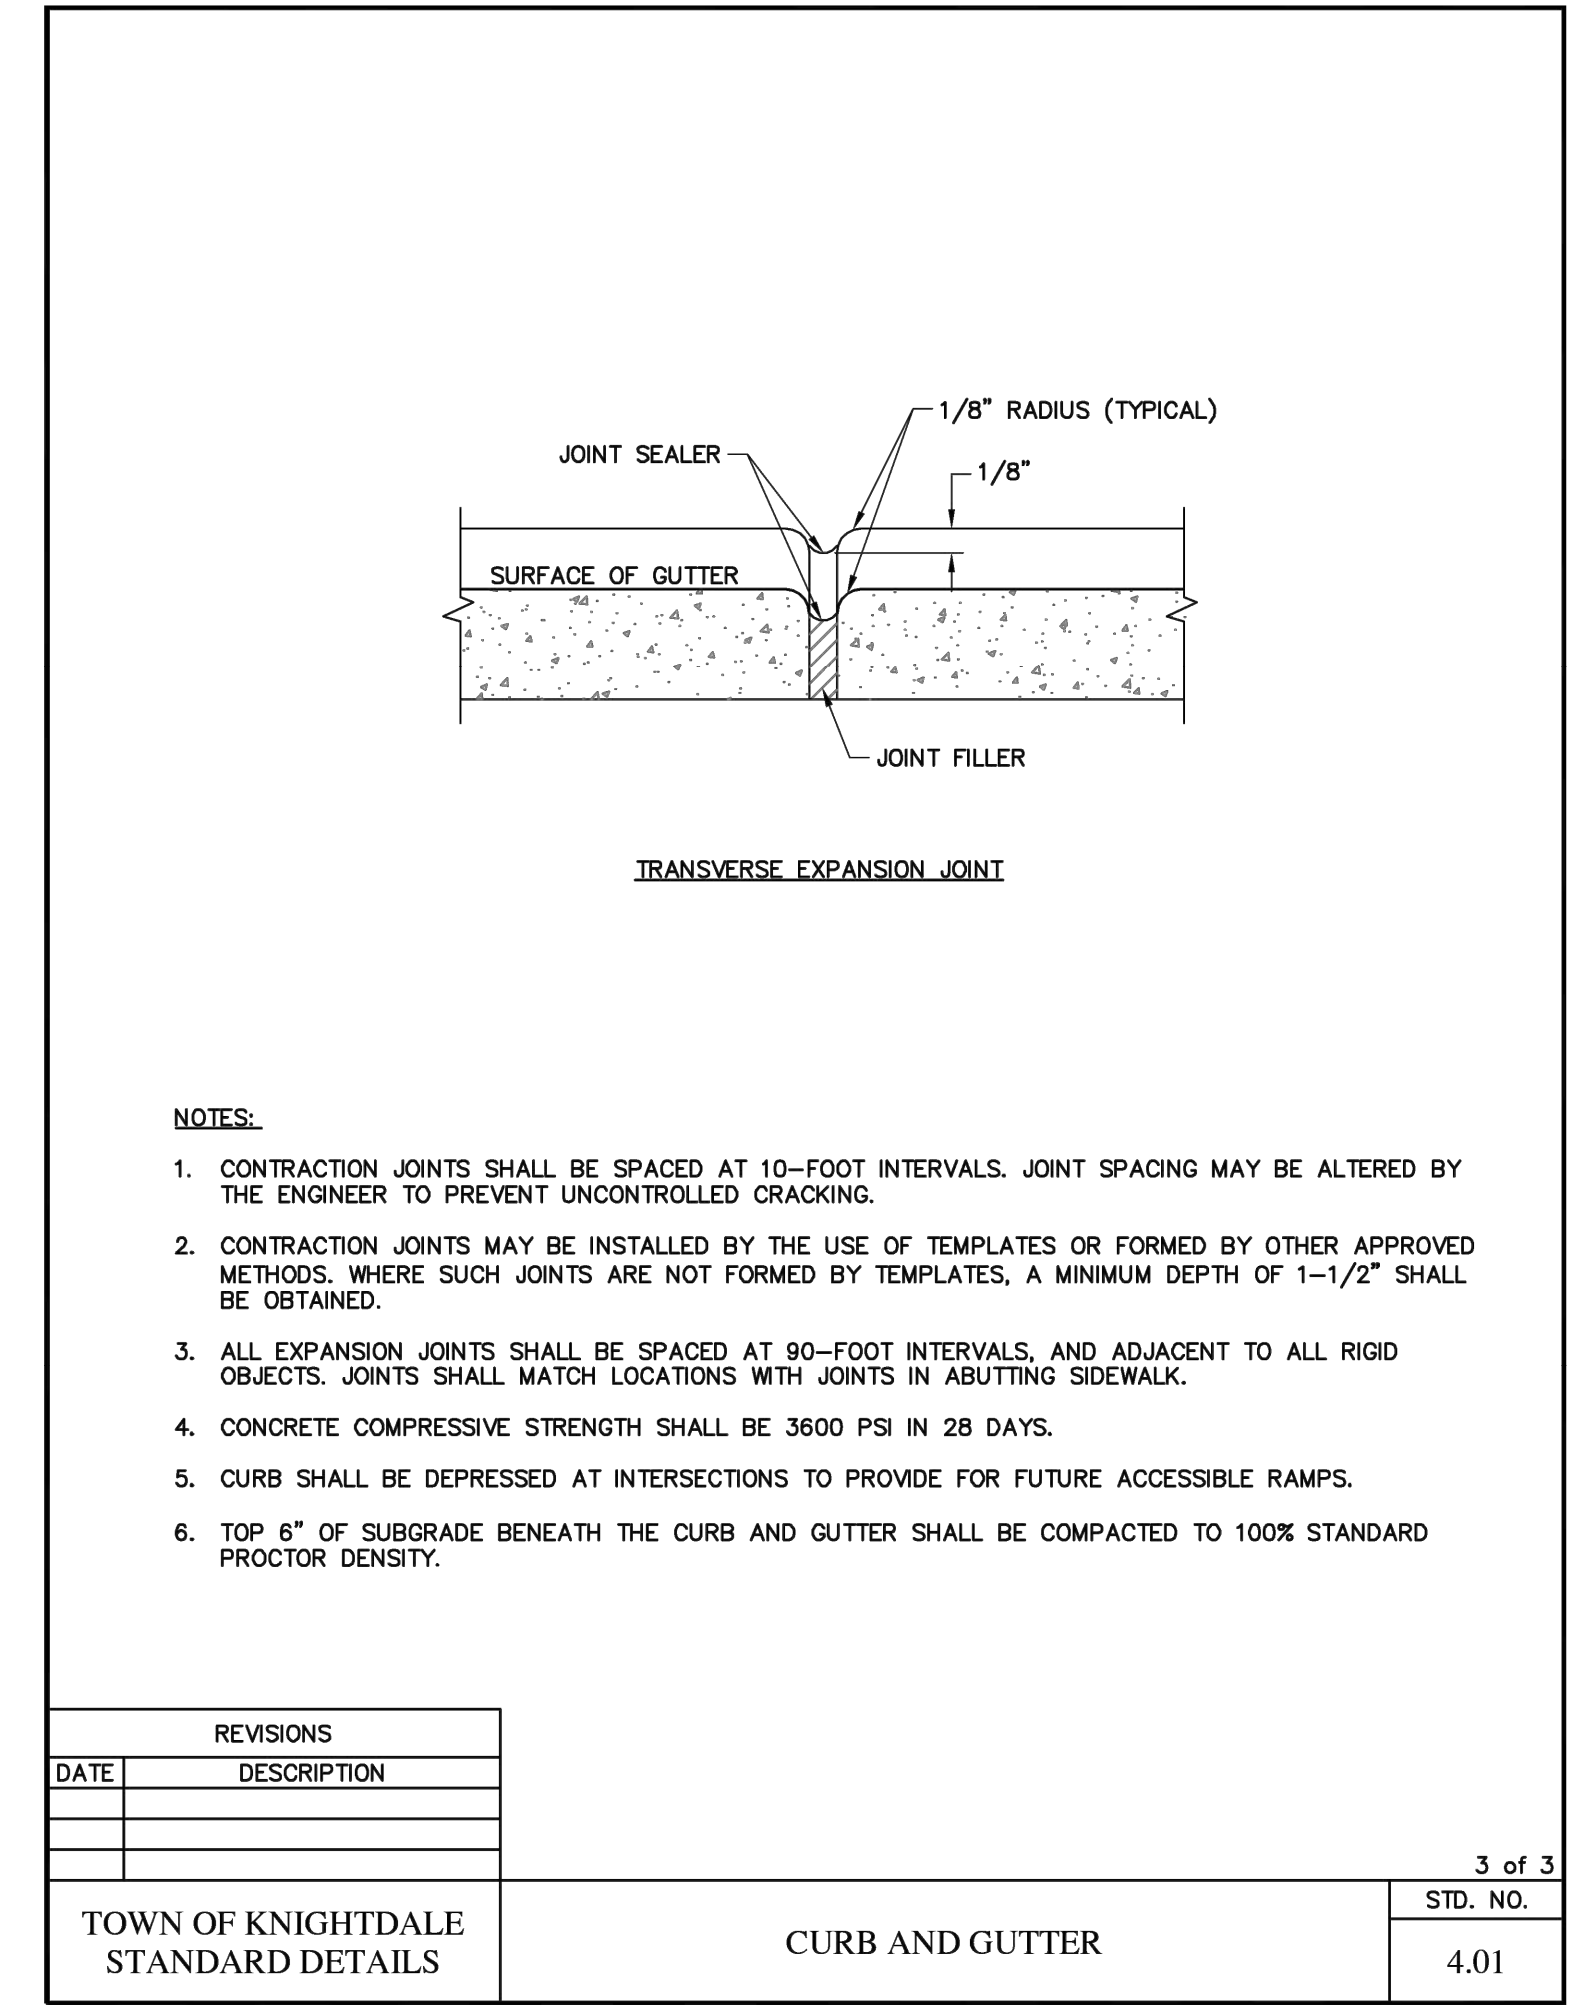 1/8" RADIUS (TYPICAL)
JOINT SEALER
1/8"
SURFACE OF GUTTER
JOINT FILLER
TRANSVERSE EXPANSION JOINT
NOTES:
1. CONTRACTION JOINTS SHALL BE SPACED AT 10-FOOT INTERVALS. JOINT SPACING MAY BE ALTERED BY
THE ENGINEER TO PREVENT UNCONTROLLED CRACKING.
2. CONTRACTION JOINTS MAY BE INSTALLED BY THE USE OF TEMPLATES OR FORMED BY OTHER APPROVED
METHODS. WHERE SUCH JOINTS ARE NOT FORMED BY TEMPLATES, A MINIMUM DEPTH OF 1-1/2" SHALL
BE OBTAINED.
3. ALL EXPANSION JOINTS SHALL BE SPACED AT 90-FOOT INTERVALS, AND ADJACENT TO ALL RIGID
OBJECTS. JOINTS SHALL MATCH LOCATIONS WITH JOINTS IN ABUTTING SIDEWALK.
4. CONCRETE COMPRESSIVE STRENGTH SHALL BE 3600 PSI IN 28 DAYS.
5. CURB SHALL BE DEPRESSED AT INTERSECTIONS TO PROVIDE FOR FUTURE ACCESSIBLE RAMPS.
6. TOP 6" OF SUBGRADE BENEATH THE CURB AND GUTTER SHALL BE COMPACTED TO 100% STANDARD
PROCTOR DENSITY.
REVISIONS
DATE DESCRIPTION
3 of 3
STD. NO.
TOWN OF KNIGHTDALE
STANDARD DETAILS
CURB AND GUTTER
4.01